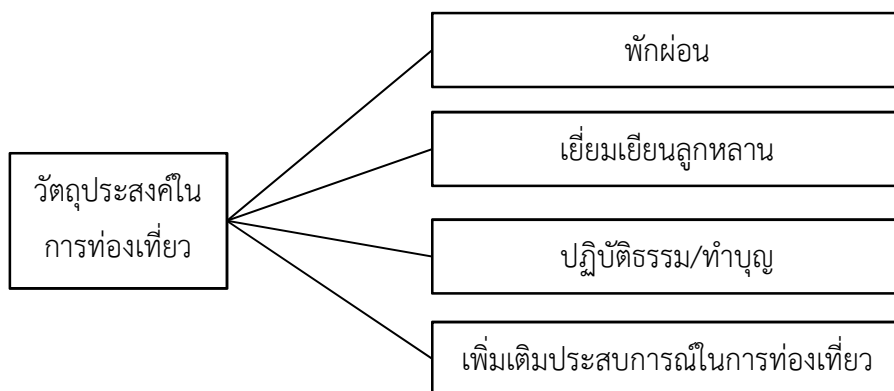 วัตถุประสงค์ใน
การท่องเที่ยว
พักผ่อน
เยี่ยมเยียนลูกหลาน
ปฏิบัติธรรม/ทำบุญ
เพิ่มเติมประสบการณ์ในการท่องเที่ยว